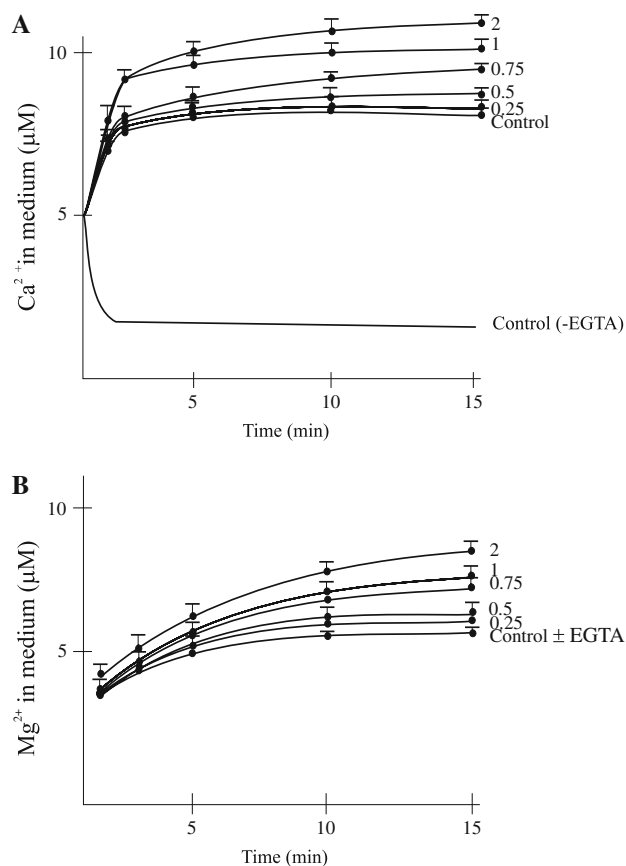 A
Ca²⁺ in medium (μM)
10
5
2
1
0.75
0.5
0.25
Control
Control (-EGTA)
5
10
15
Time (min)
B
Mg²⁺ in medium (μM)
10
5
2
1
0.75
0.5
0.25
Control ± EGTA
5
10
15
Time (min)